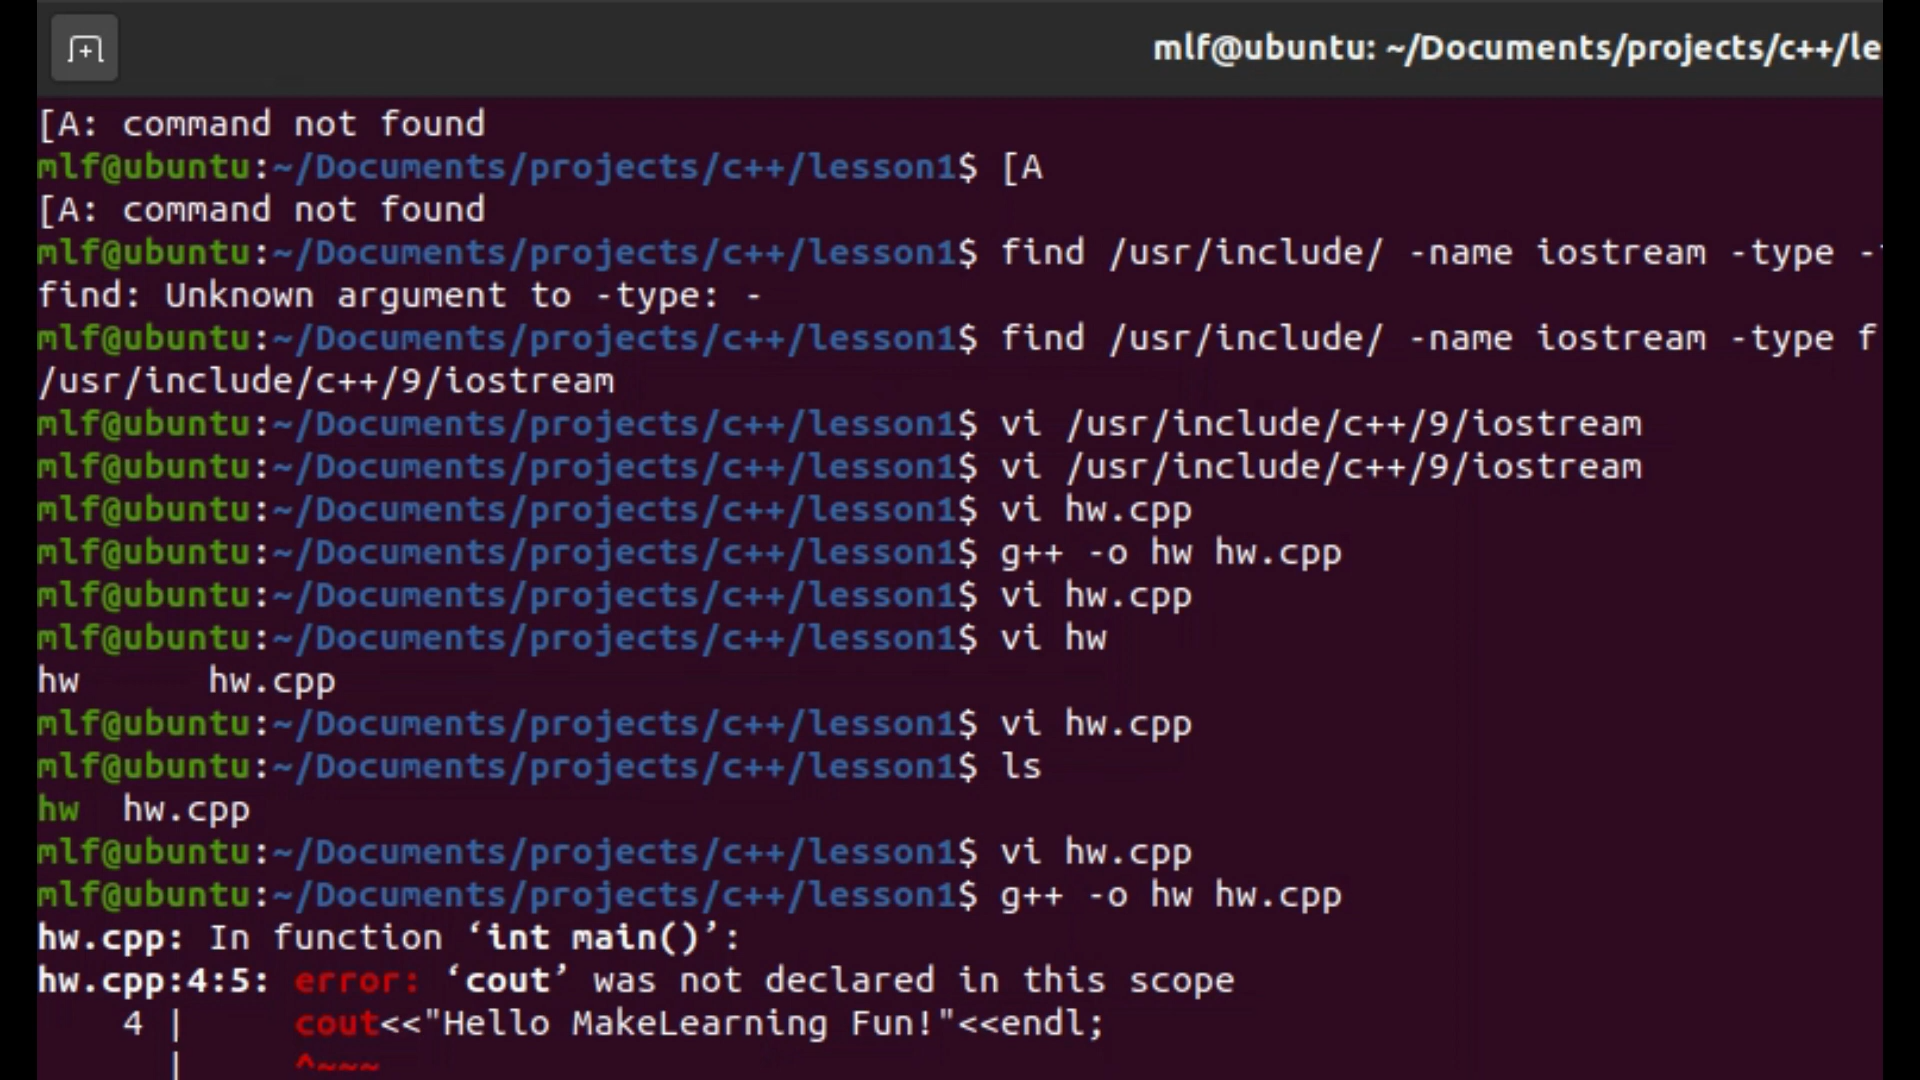 mlf@ubuntu: ~/Documents/projects/c++/le
[A: command not found
mlf@ubuntu:~/Documents/projects/c++/lesson1$ [A
[A: command not found
mlf@ubuntu:~/Documents/projects/c++/lesson1$ find /usr/include/ -name iostream -type -
find: Unknown argument to -type: -
mlf@ubuntu:~/Documents/projects/c++/lesson1$ find /usr/include/ -name iostream -type f
/usr/include/c++/9/iostream
mlf@ubuntu:~/Documents/projects/c++/lesson1$ vi /usr/include/c++/9/iostream
mlf@ubuntu:~/Documents/projects/c++/lesson1$ vi /usr/include/c++/9/iostream
mlf@ubuntu:~/Documents/projects/c++/lesson1$ vi hw.cpp
mlf@ubuntu:~/Documents/projects/c++/lesson1$ g++ -o hw hw.cpp
mlf@ubuntu:~/Documents/projects/c++/lesson1$ vi hw.cpp
mlf@ubuntu:~/Documents/projects/c++/lesson1$ vi hw
hw      hw.cpp
mlf@ubuntu:~/Documents/projects/c++/lesson1$ vi hw.cpp
mlf@ubuntu:~/Documents/projects/c++/lesson1$ ls
hw  hw.cpp
mlf@ubuntu:~/Documents/projects/c++/lesson1$ vi hw.cpp
mlf@ubuntu:~/Documents/projects/c++/lesson1$ g++ -o hw hw.cpp
hw.cpp: In function ‘int main()’:
hw.cpp:4:5: error: ‘cout’ was not declared in this scope
    4 |     cout<<"Hello MakeLearning Fun!"<<endl;
      |     ^~~~